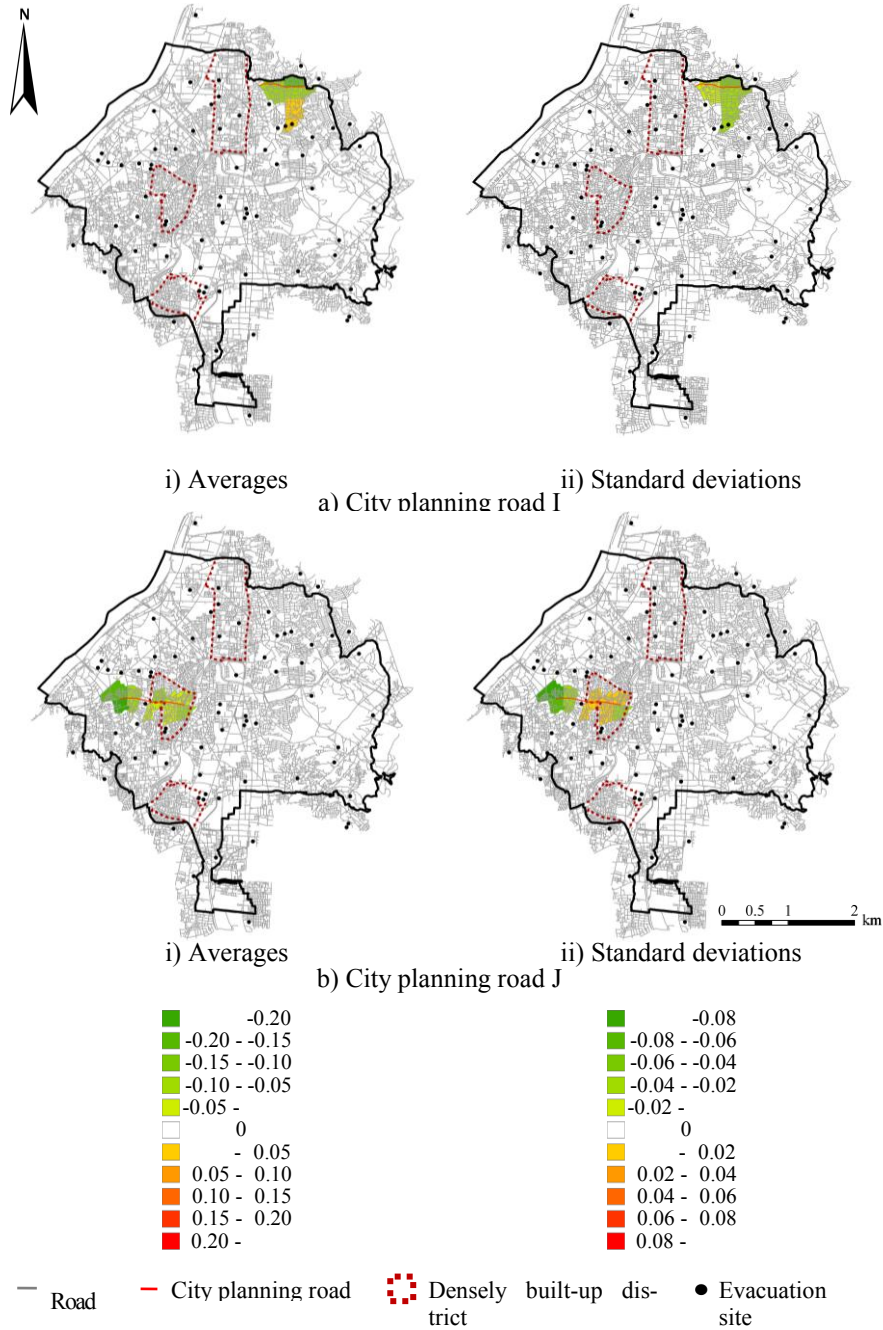 N
i) Averages
ii) Standard deviations
a) City planning road I
i) Averages
ii) Standard deviations
0 0.5 1 2
km
b) City planning road J
-0.20
-0.20 - -0.15
-0.15 - -0.10
-0.10 - -0.05
-0.05 -
0
- 0.05
0.05 - 0.10
0.10 - 0.15
0.15 - 0.20
0.20 -
-0.08
-0.08 - -0.06
-0.06 - -0.04
-0.04 - -0.02
-0.02 -
0
- 0.02
0.02 - 0.04
0.04 - 0.06
0.06 - 0.08
0.08 -
Road
City planning road
Densely built-up dis-
trict
Evacuation
site